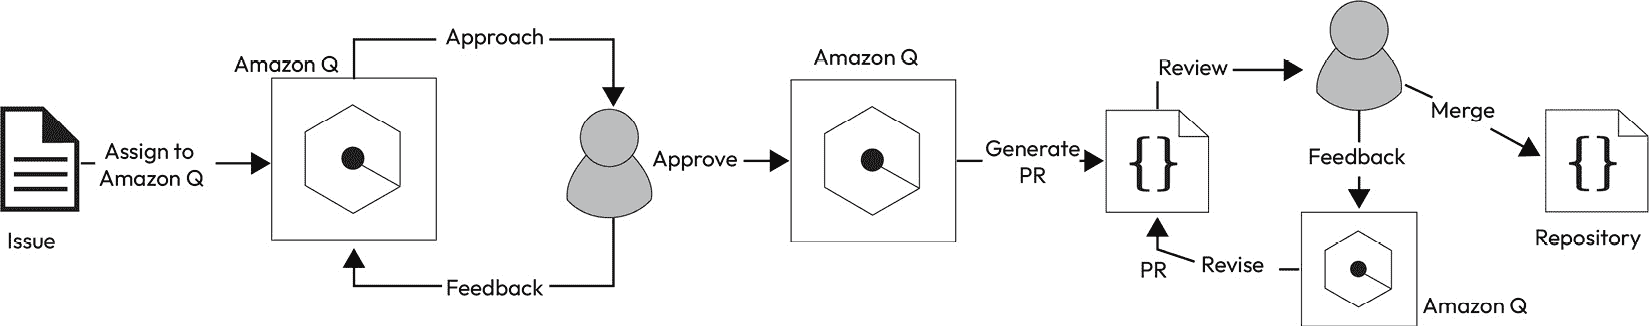 Issue
Assign to
Amazon Q
Amazon Q
Approach
Feedback
Approve
Amazon Q
Generate
PR
{}
PR
Review
Feedback
Revise
Amazon Q
Merge
{}
Repository